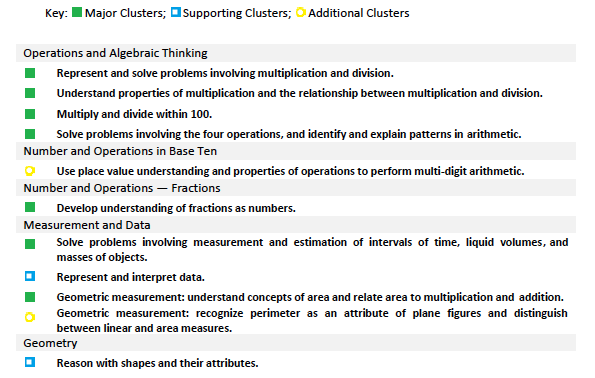 Key: Major Clusters; Supporting Clusters; Additional Clusters
Operations and Algebraic Thinking
Represent and solve problems involving multiplication and division.
Understand properties of multiplication and the relationship between multiplication and division.
Multiply and divide within 100.
Solve problems involving the four operations, and identify and explain patterns in arithmetic.
Number and Operations in Base Ten
Use place value understanding and properties of operations to perform multi-digit arithmetic.
Number and Operations — Fractions
Develop understanding of fractions as numbers.
Measurement and Data
Solve problems involving measurement and estimation of intervals of time, liquid volumes, and
masses of objects.
Represent and interpret data.
Geometric measurement: understand concepts of area and relate area to multiplication and addition.
Geometric measurement: recognize perimeter as an attribute of plane figures and distinguish
between linear and area measures.
Geometry
Reason with shapes and their attributes.